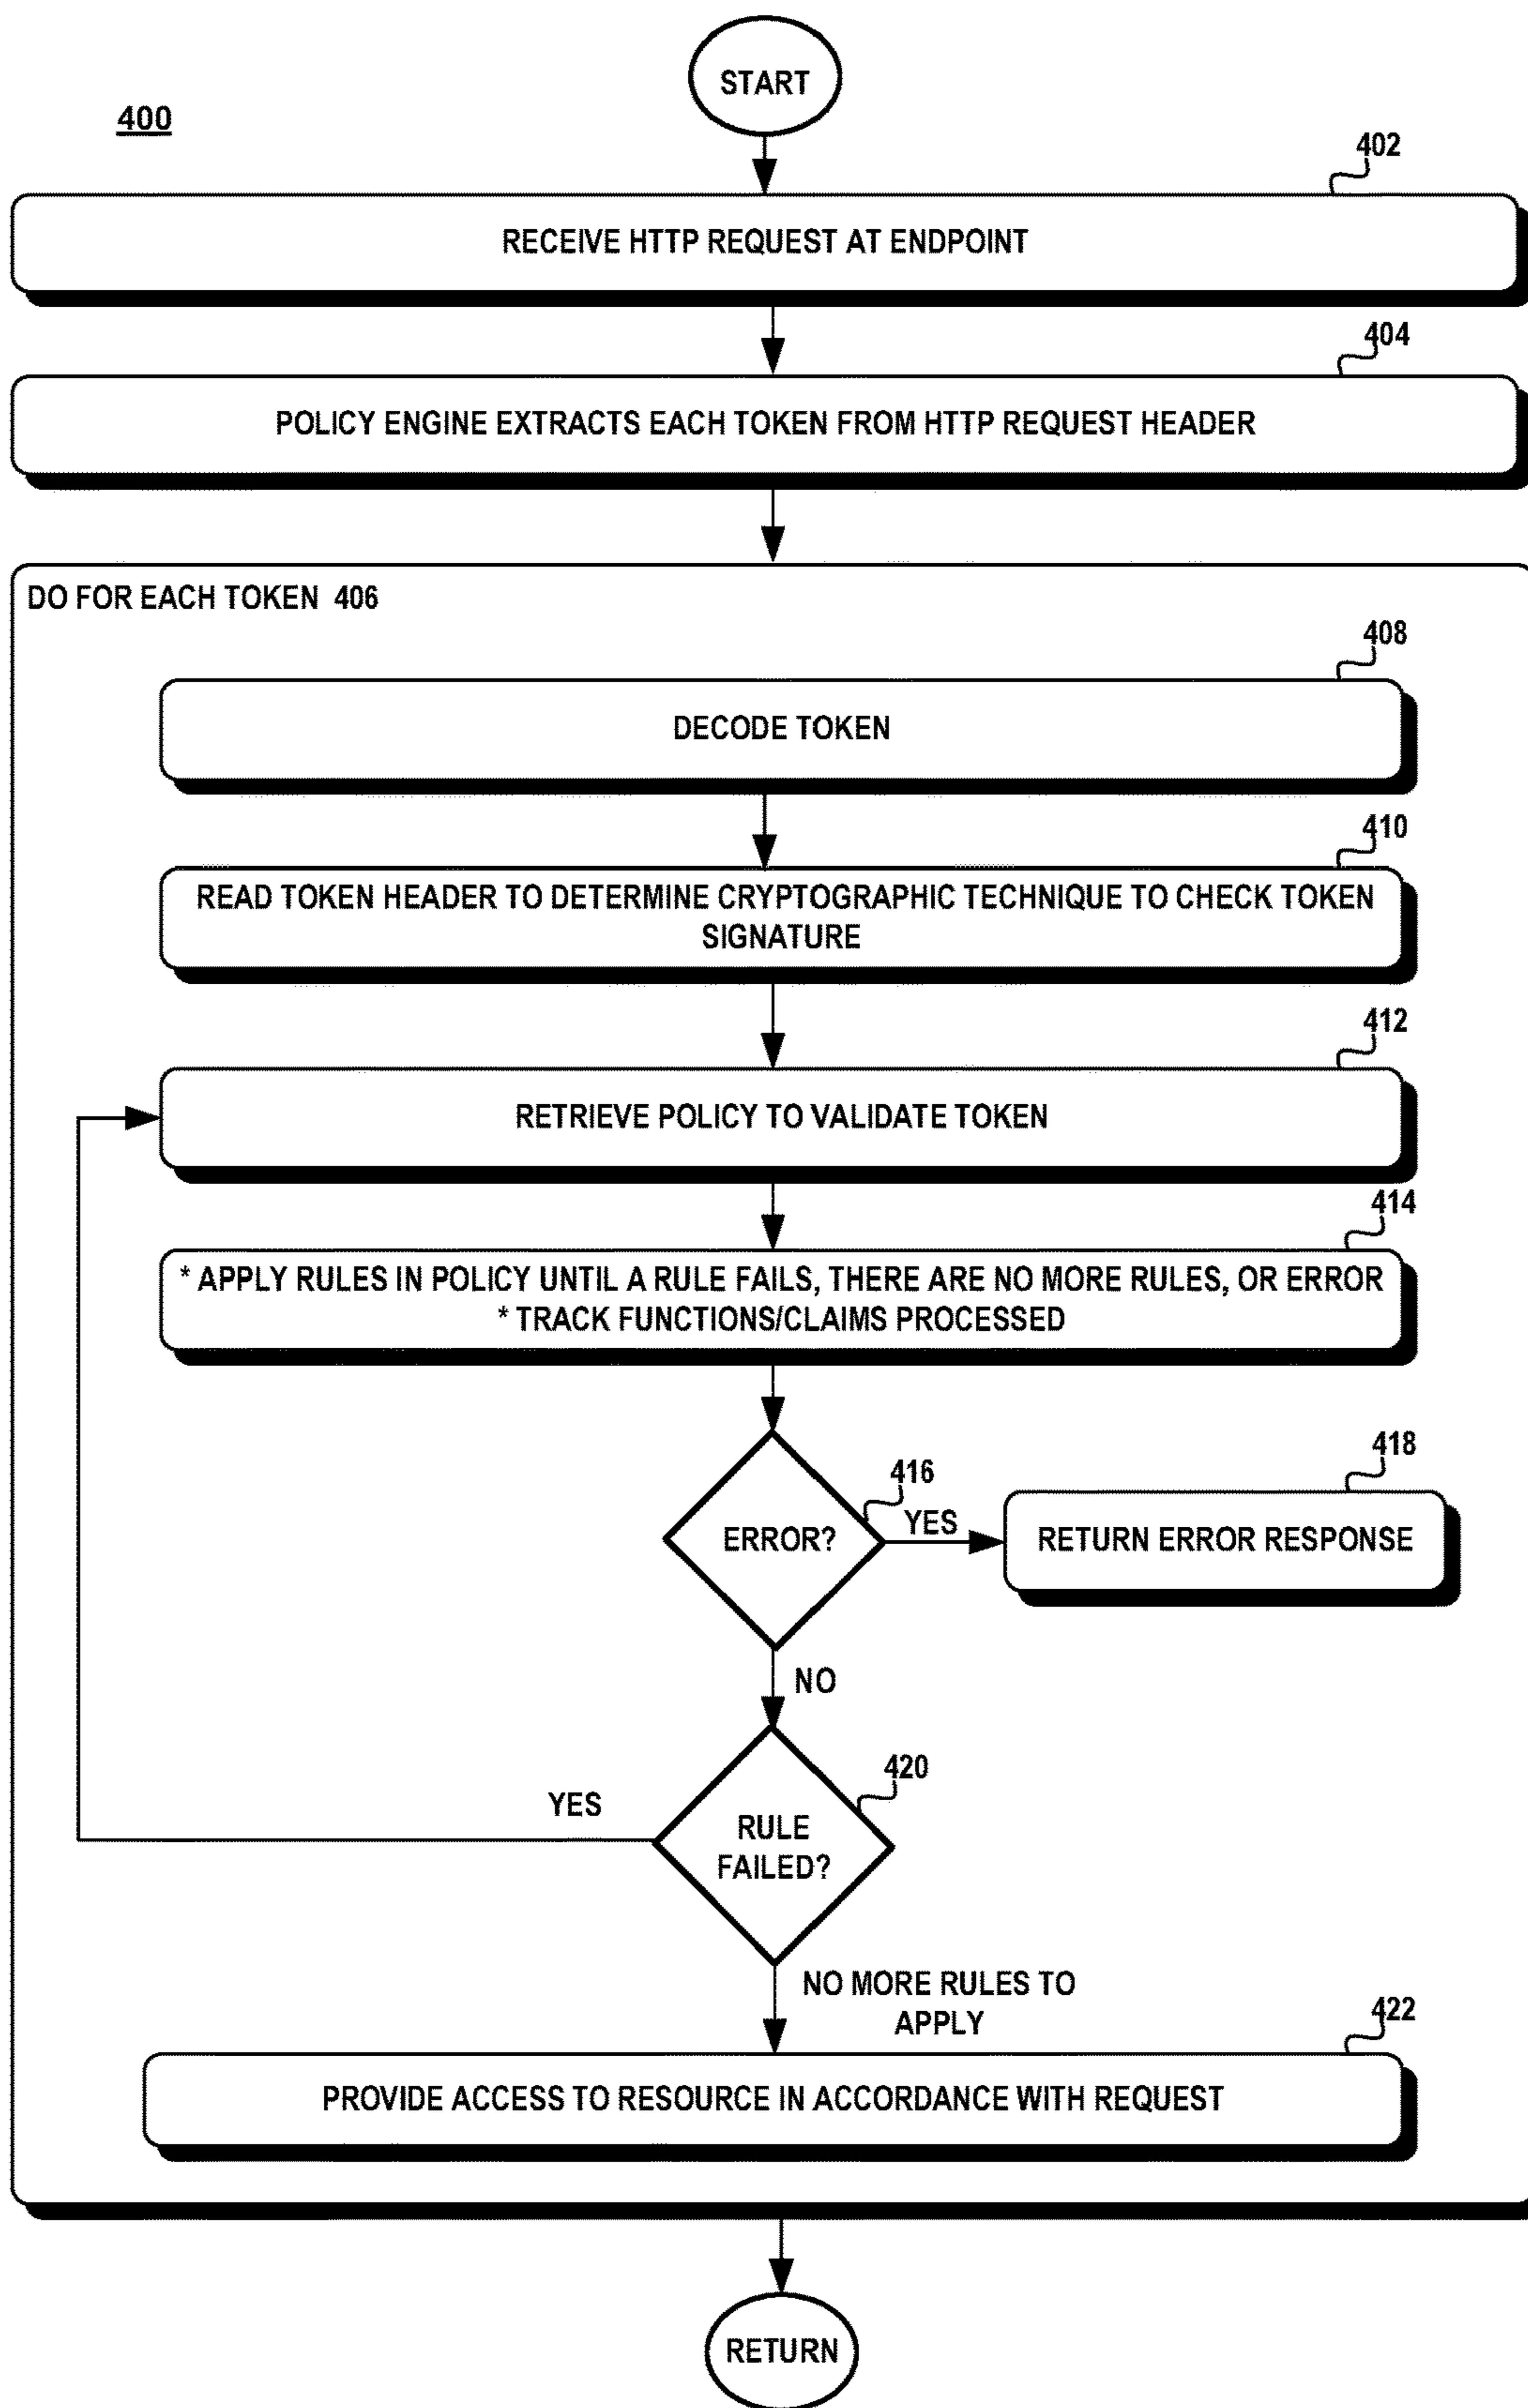 START
400
402
RECEIVE HTTP REQUEST AT ENDPOINT
404
POLICY ENGINE EXTRACTS EACH TOKEN FROM HTTP REQUEST HEADER
DO FOR EACH TOKEN 406
408
DECODE TOKEN
410
READ TOKEN HEADER TO DETERMINE CRYPTOGRAPHIC TECHNIQUE TO CHECK TOKEN
SIGNATURE
412
RETRIEVE POLICY TO VALIDATE TOKEN
414
* APPLY RULES IN POLICY UNTIL A RULE FAILS, THERE ARE NO MORE RULES, OR ERROR
* TRACK FUNCTIONS/CLAIMS PROCESSED
416
ERROR?
YES
418
RETURN ERROR RESPONSE
NO
420
YES
RULE
FAILED?
NO MORE RULES TO
APPLY
422
PROVIDE ACCESS TO RESOURCE IN ACCORDANCE WITH REQUEST
RETURN